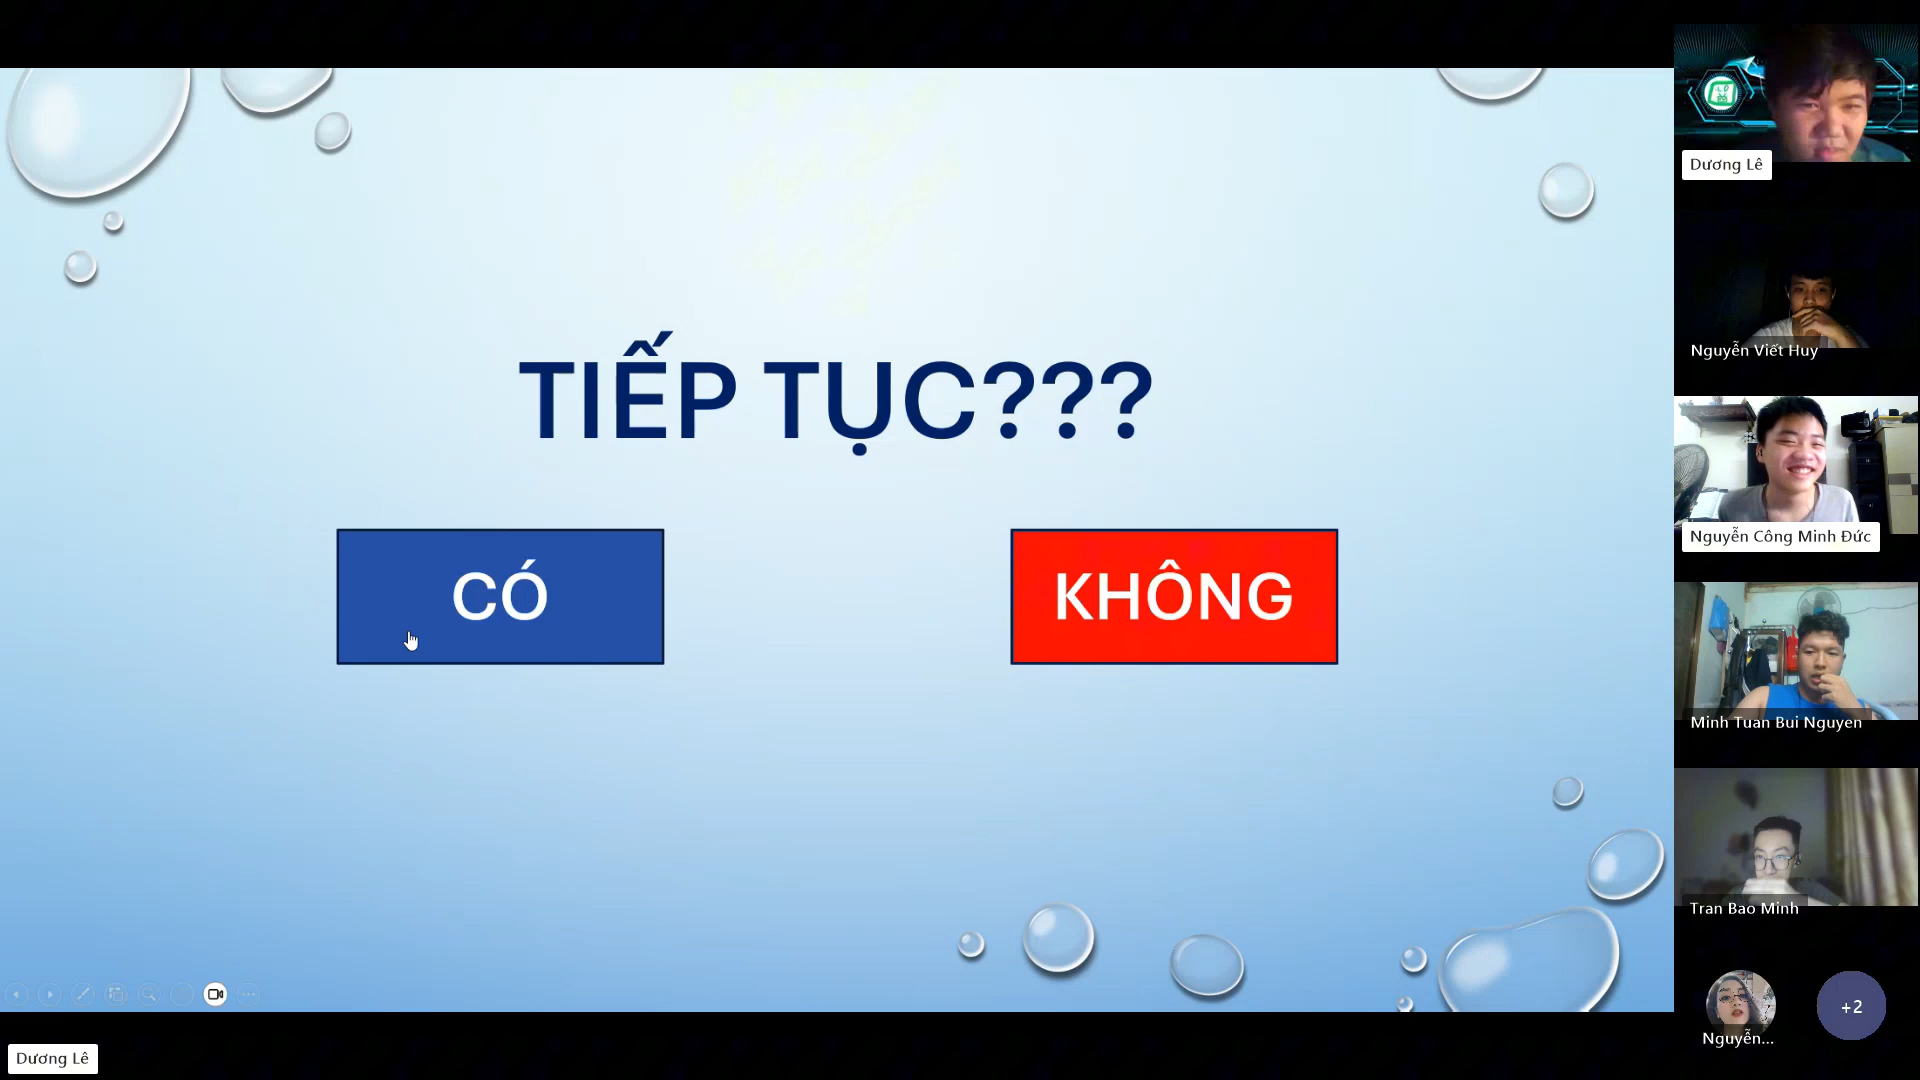 TIẾP TỤC???
CÓ
KHÔNG
Dương Lê
Nguyễn Viết Huy
Nguyễn Công Minh Đức
Minh Tuan Bui Nguyen
Tran Bao Minh
Nguyễn...
+2
Dương Lê